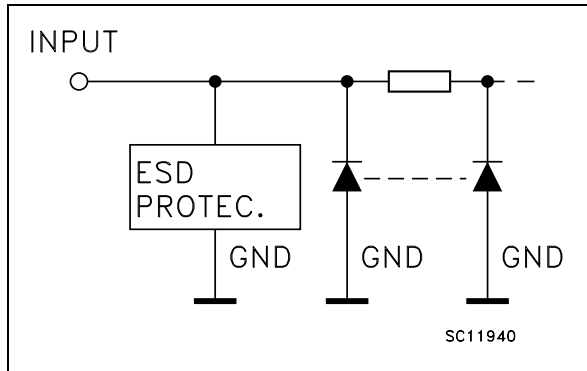 INPUT
ESD
PROTEC.
GND
GND
GND
SC11940